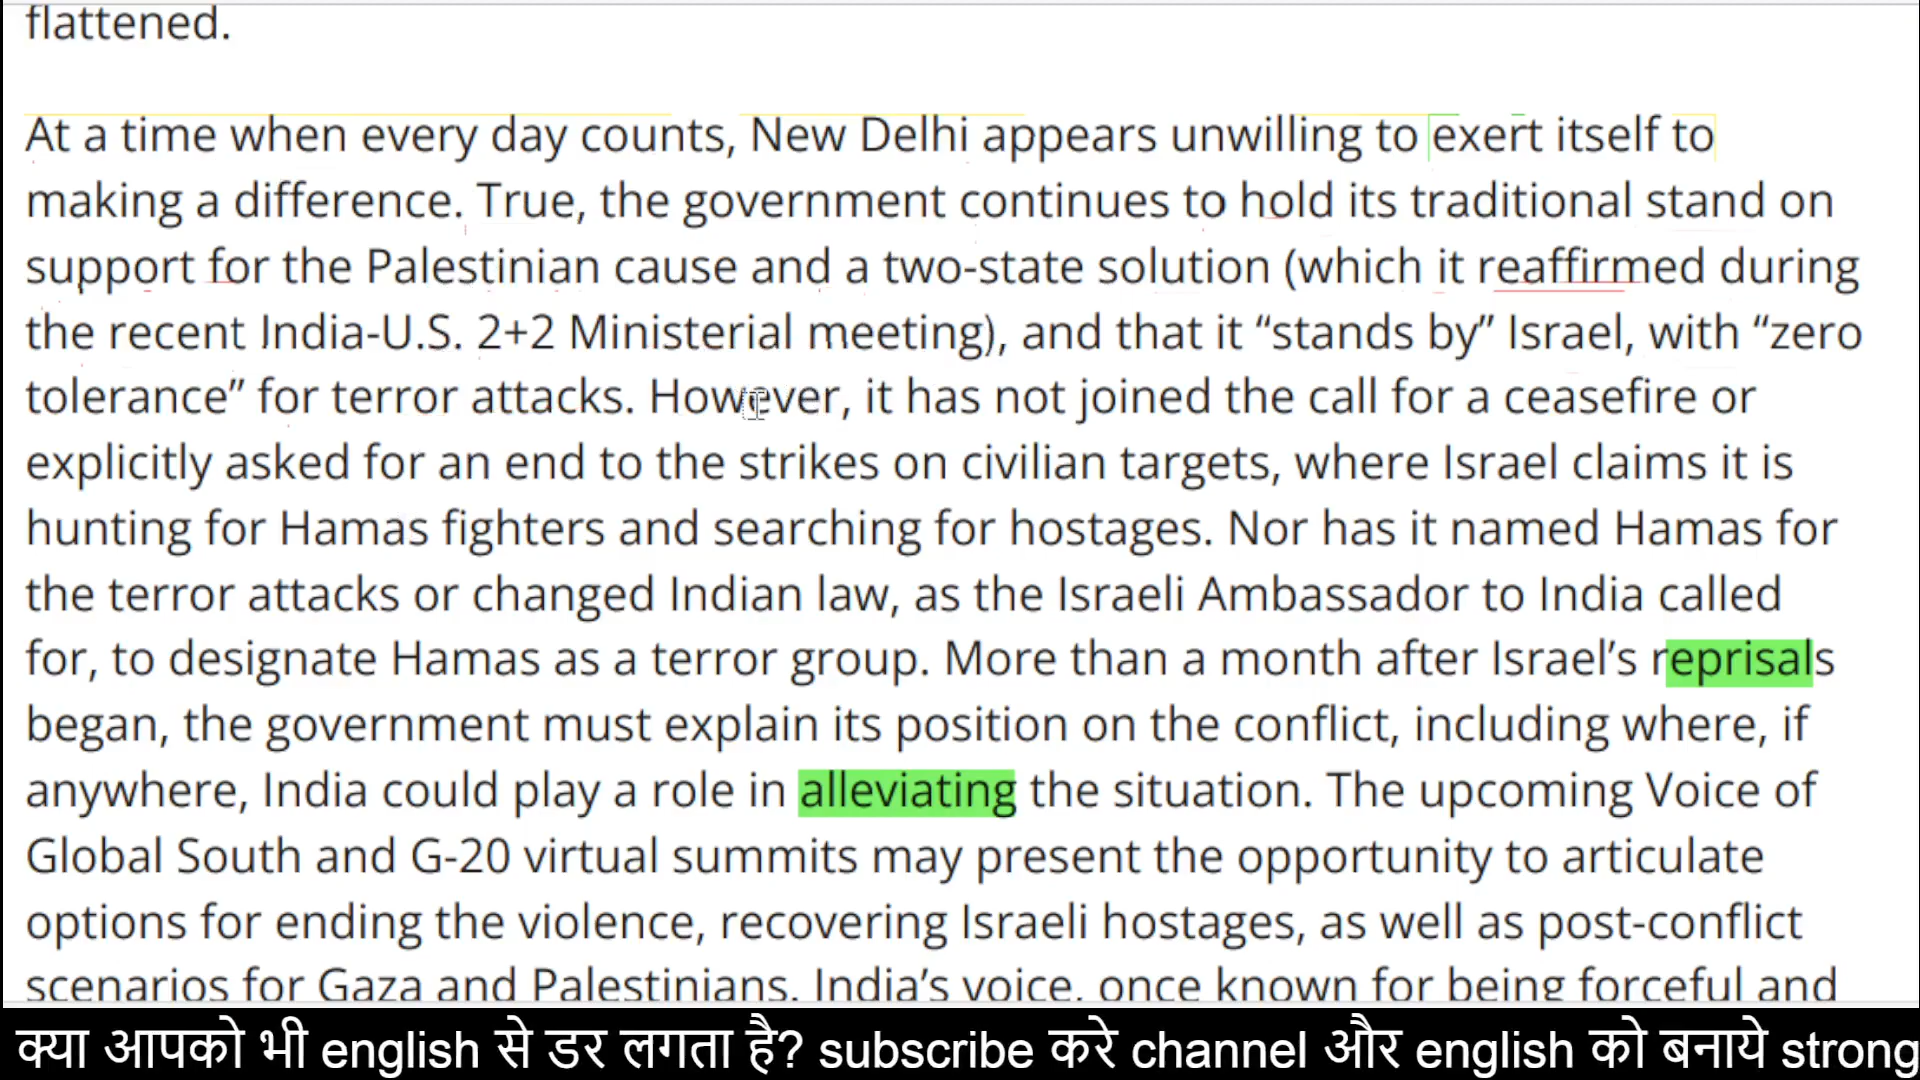 flattened.
At a time when every day counts, New Delhi appears unwilling to exert itself to
making a difference. True, the government continues to hold its traditional stand on
support for the Palestinian cause and a two-state solution (which it reaffirmed during
the recent India-U.S. 2+2 Ministerial meeting), and that it “stands by” Israel, with “zero
tolerance” for terror attacks. However, it has not joined the call for a ceasefire or
explicitly asked for an end to the strikes on civilian targets, where Israel claims it is
hunting for Hamas fighters and searching for hostages. Nor has it named Hamas for
the terror attacks or changed Indian law, as the Israeli Ambassador to India called
for, to designate Hamas as a terror group. More than a month after Israel’s reprisals
began, the government must explain its position on the conflict, including where, if
anywhere, India could play a role in alleviating the situation. The upcoming Voice of
Global South and G-20 virtual summits may present the opportunity to articulate
options for ending the violence, recovering Israeli hostages, as well as post-conflict
scenarios for Gaza and Palestinians. India’s voice, once known for being forceful and
क्या आपको भी english से डर लगता है? subscribe करे channel और english को बनाये strong